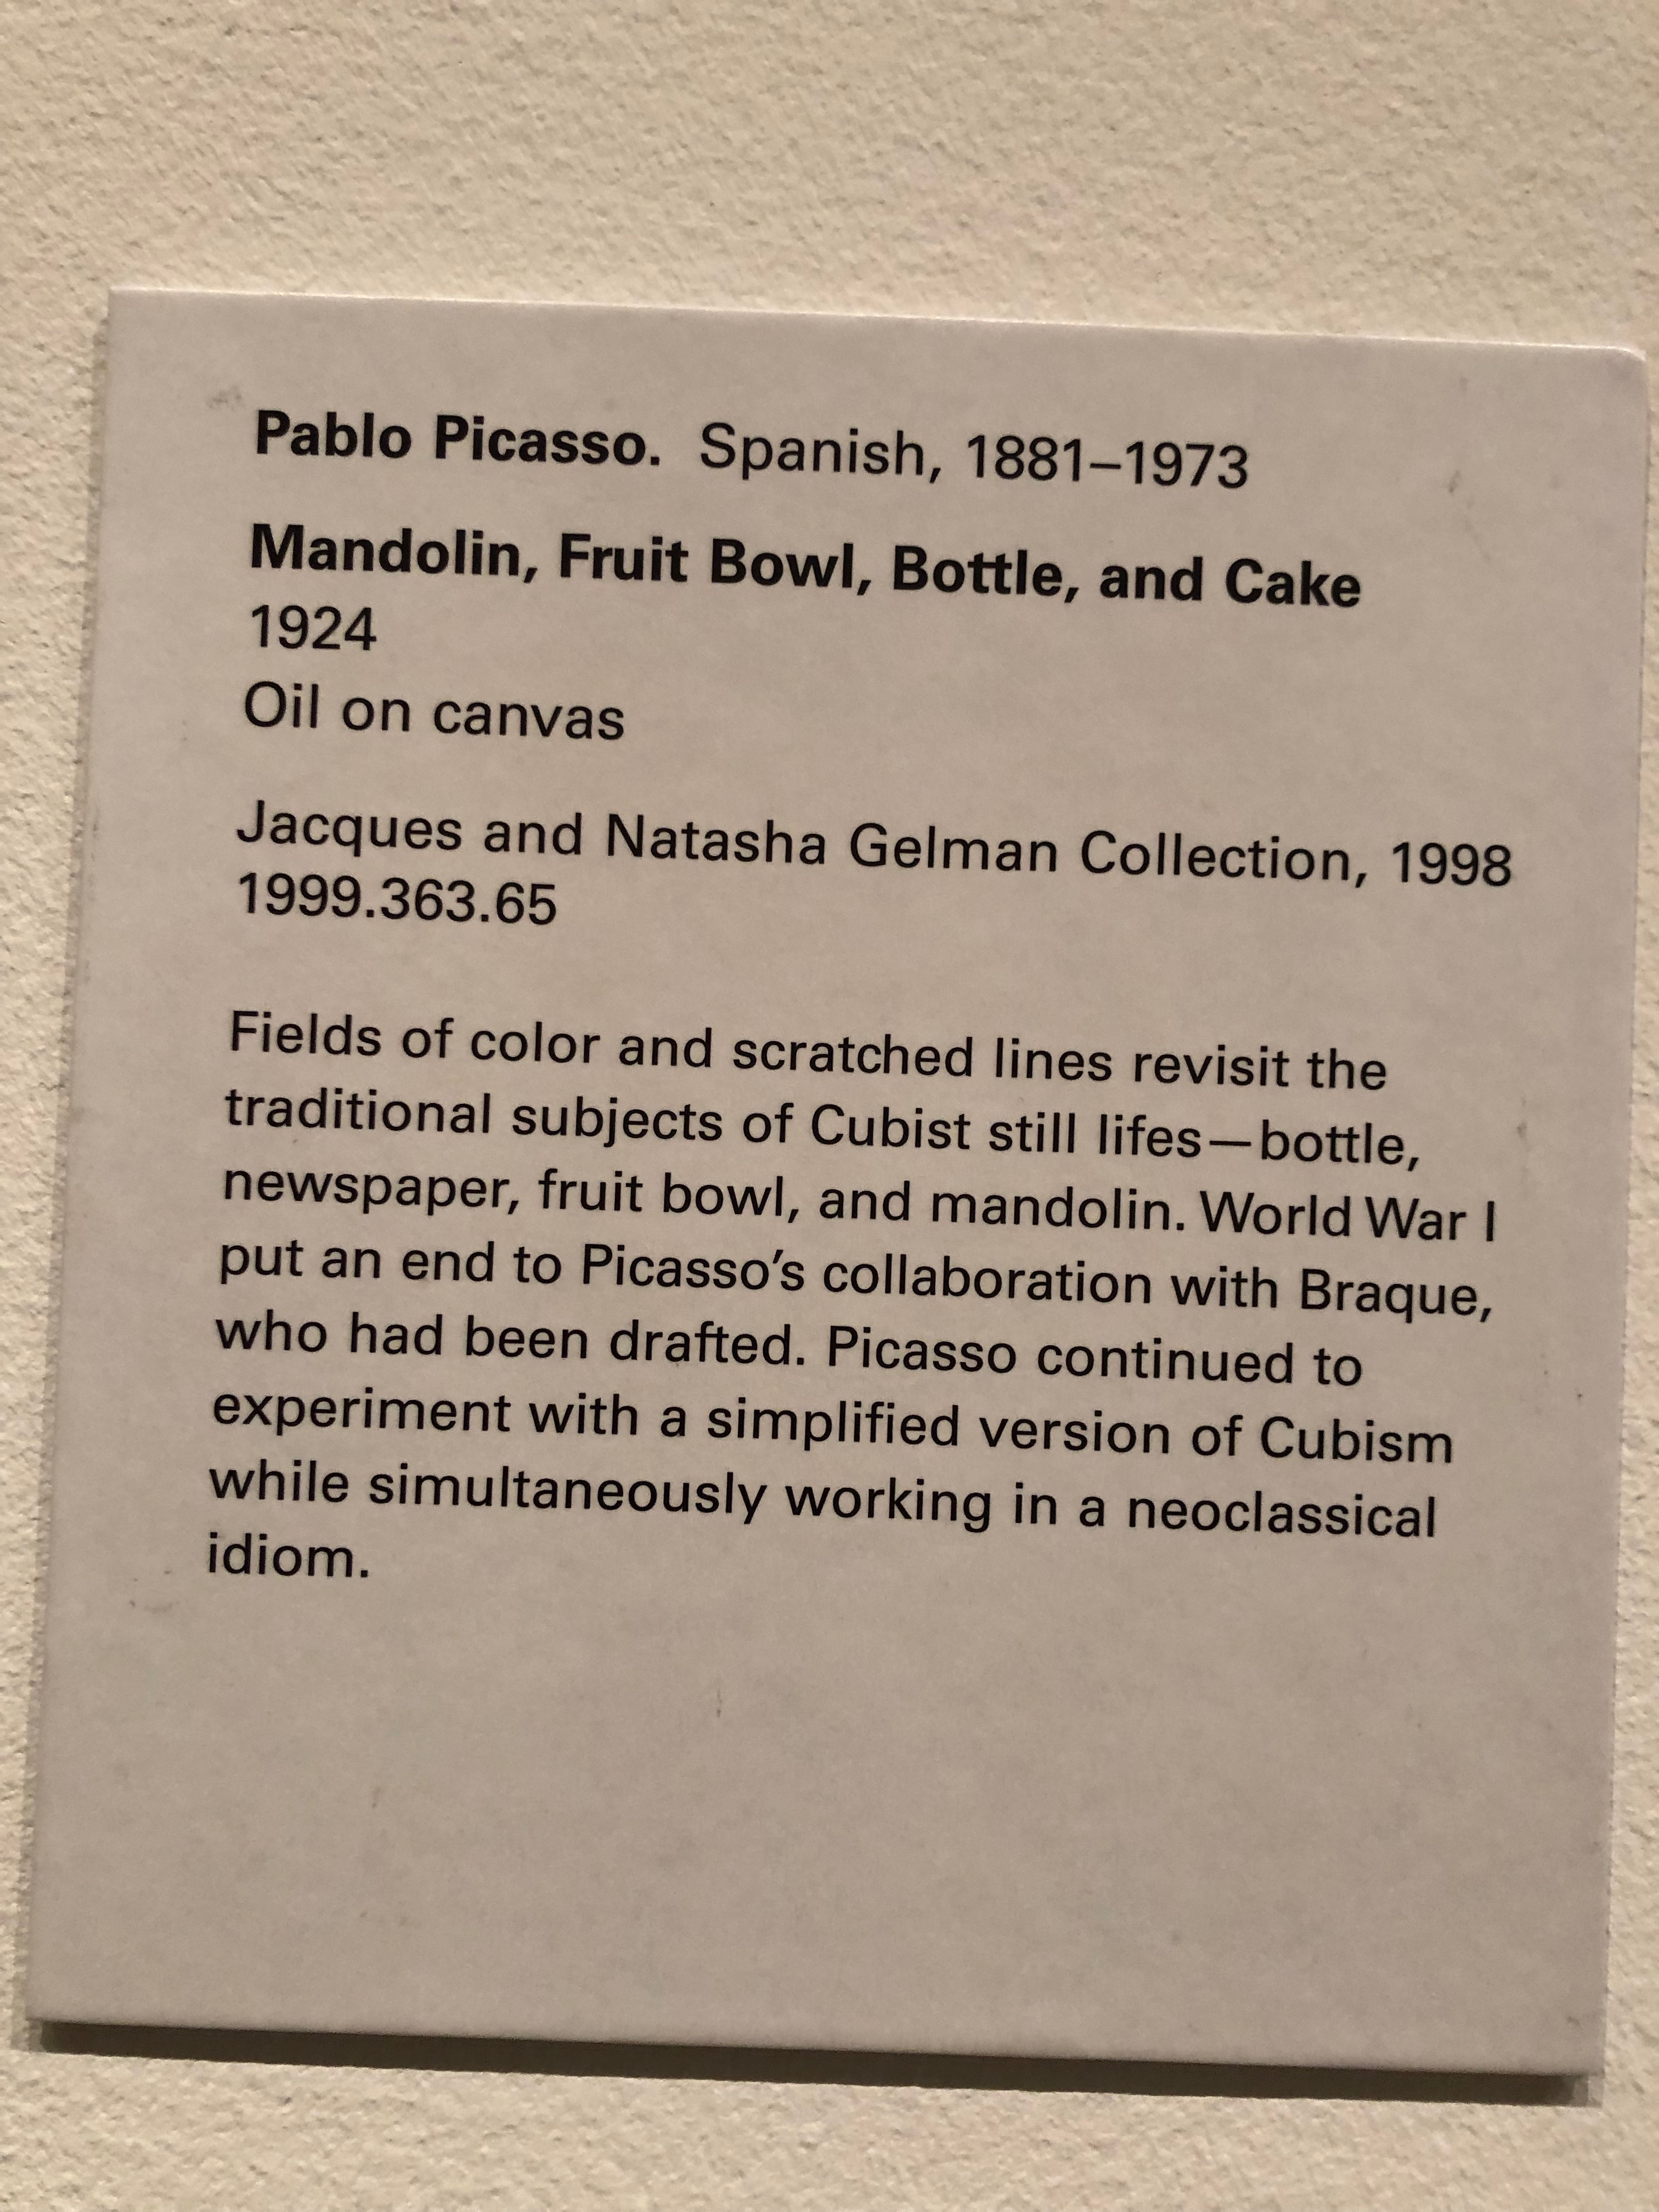 Pablo Picasso. Spanish, 1881–1973
Mandolin, Fruit Bowl, Bottle, and Cake
1924
Oil on canvas
Jacques and Natasha Gelman Collection, 1998
1999.363.65
Fields of color and scratched lines revisit the
traditional subjects of Cubist still lifes—bottle,
newspaper, fruit bowl, and mandolin. World War I
put an end to Picasso’s collaboration with Braque,
who had been drafted. Picasso continued to
experiment with a simplified version of Cubism
while simultaneously working in a neoclassical
idiom.